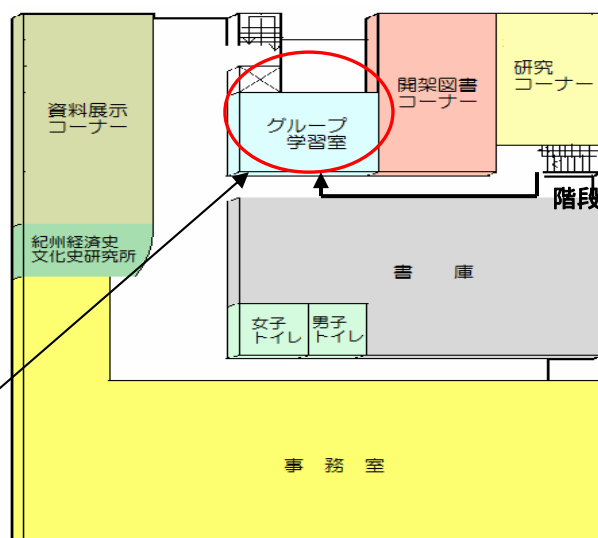 資料展示
コーナー
グループ
学習室
開架図書
コーナー
研究
コーナー
階段
紀州経済史
文化史研究所
書 庫
女子
トイレ
男子
トイレ
事 務 室